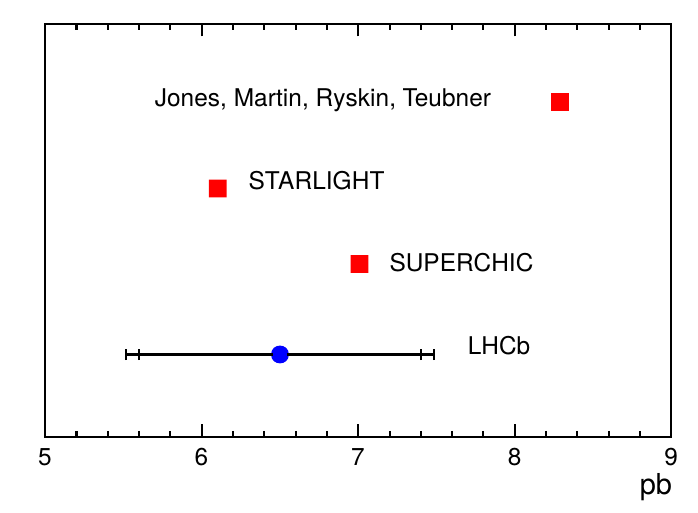 Jones, Martin, Ryskin, Teubner
STARLIGHT
SUPERCHIC
LHCb
5 6 7 8 9
pb